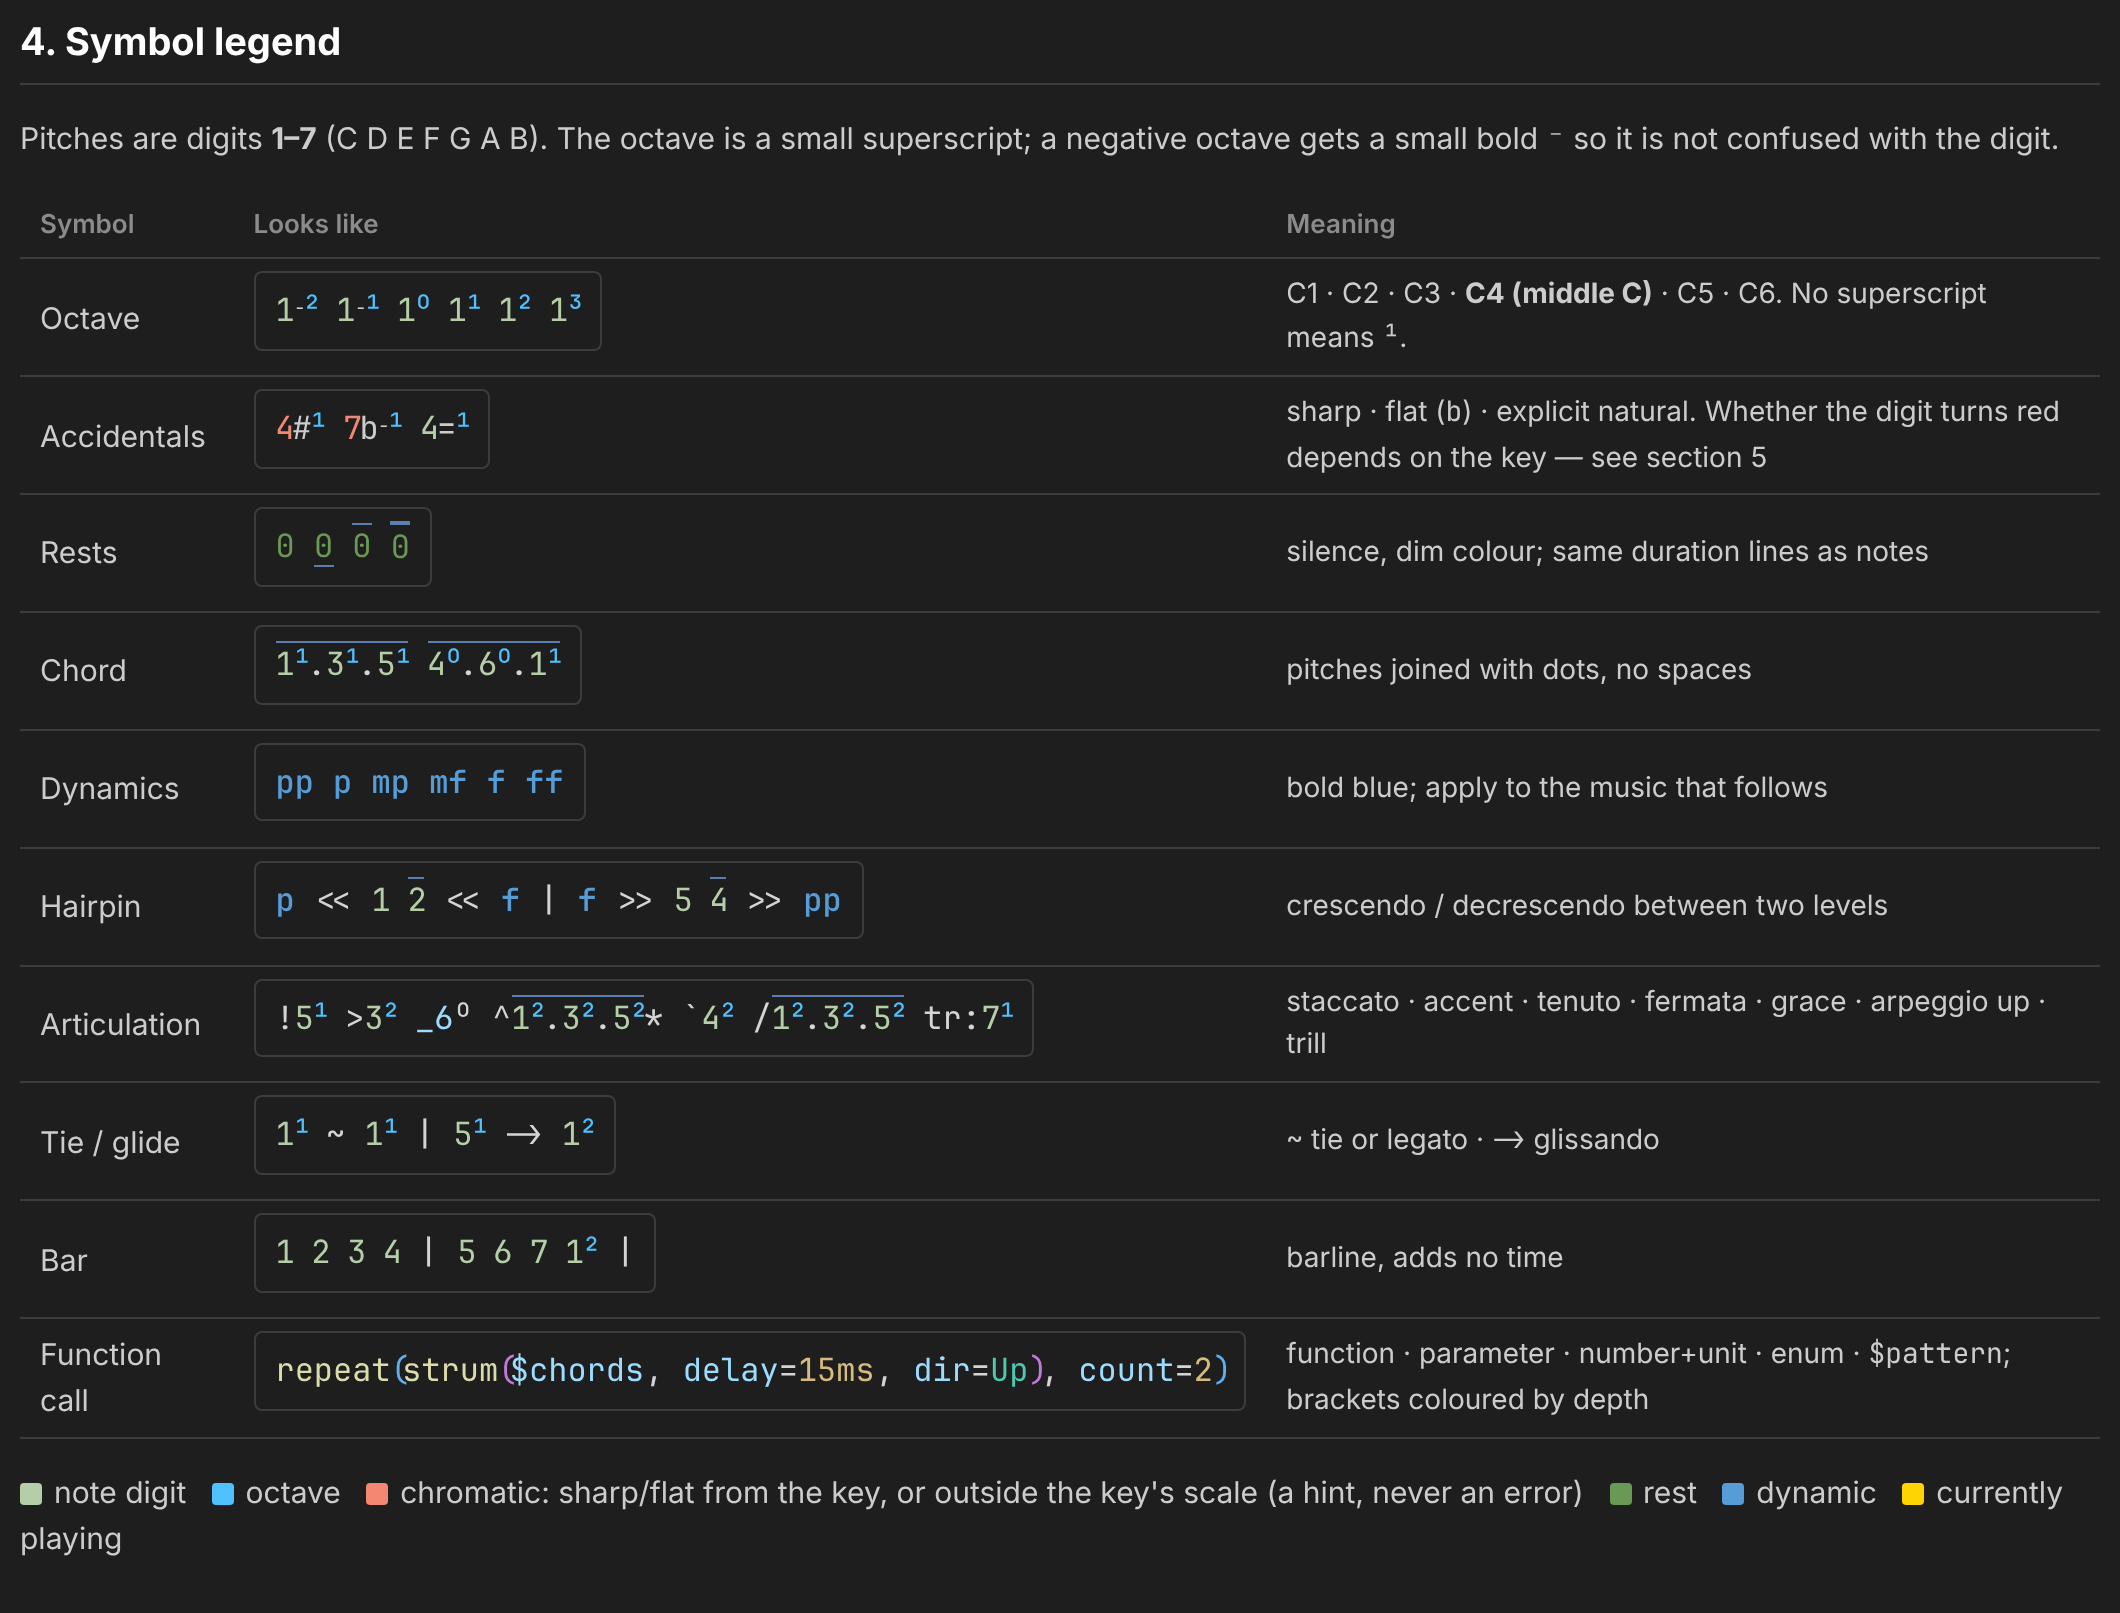 4. Symbol legend
Pitches are digits 1–7 (C D E F G A B). The octave is a small superscript; a negative octave gets a small bold ⁻ so it is not confused with the digit.
Symbol Looks like Meaning
Octave 1⁻² 1⁻¹ 1⁰ 1¹ 1² 1³ C1 · C2 · C3 · C4 (middle C) · C5 · C6. No superscript
means ¹.
Accidentals 4#¹ 7b⁻¹ 4=¹ sharp · flat (b) · explicit natural. Whether the digit turns red
depends on the key — see section 5
Rests 0 0 0 0 silence, dim colour; same duration lines as notes
Chord 1¹.3¹.5¹ 4⁰.6⁰.1¹ pitches joined with dots, no spaces
Dynamics pp p mp mf f ff bold blue; apply to the music that follows
Hairpin p << 1 2 << f | f >> 5 4 >> pp crescendo / decrescendo between two levels
Articulation !5¹ >3² _6⁰ ^1².3².5²* `4² /1².3².5² tr:7¹ staccato · accent · tenuto · fermata · grace · arpeggio up ·
trill
Tie / glide 1¹ ~ 1¹ | 5¹ → 1² ~ tie or legato · → glissando
Bar 1 2 3 4 | 5 6 7 1² | barline, adds no time
Function
call repeat(strum($chords, delay=15ms, dir=Up), count=2) function · parameter · number+unit · enum · $pattern;
brackets coloured by depth
note digit octave chromatic: sharp/flat from the key, or outside the key's scale (a hint, never an error) rest dynamic currently
playing